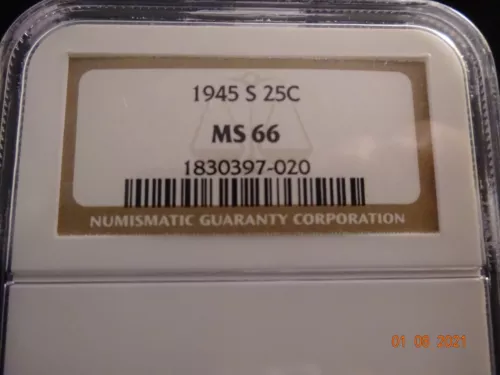 1945 S 25C
MS 66
1830397-020
NUMISMATIC GUARANTY CORPORATION
01 08 2021